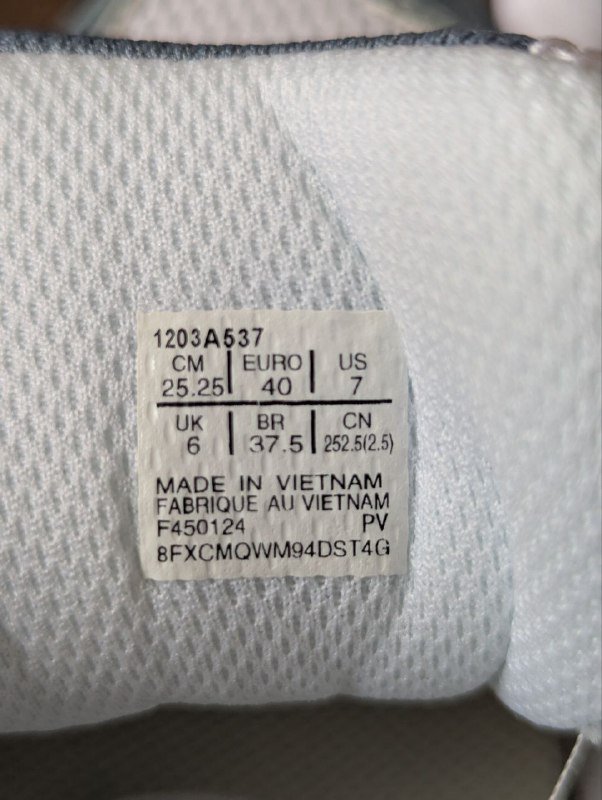 1203A537
CM | EURO | US
25.25 | 40 | 7
UK | BR | CN
6 | 37.5 | 252.5(2.5)
MADE IN VIETNAM
FABRIQUE AU VIETNAM
F450124 PV
8FXCMQWM94DST4G